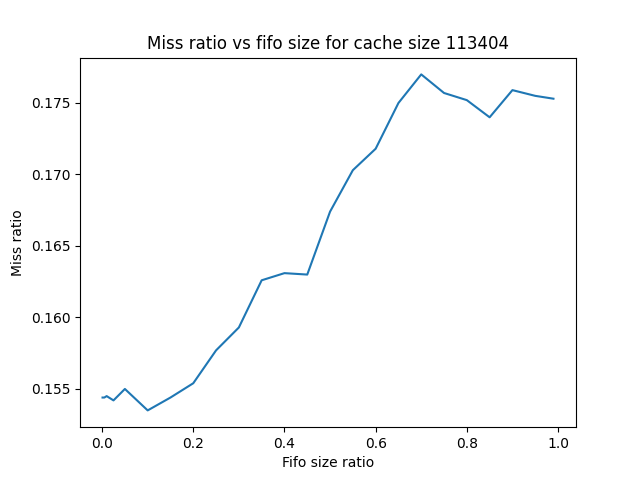 Miss ratio vs fifo size for cache size 113404
0.175
0.170
0.165
0.160
0.155
Miss ratio
0.0 0.2 0.4 0.6 0.8 1.0
Fifo size ratio